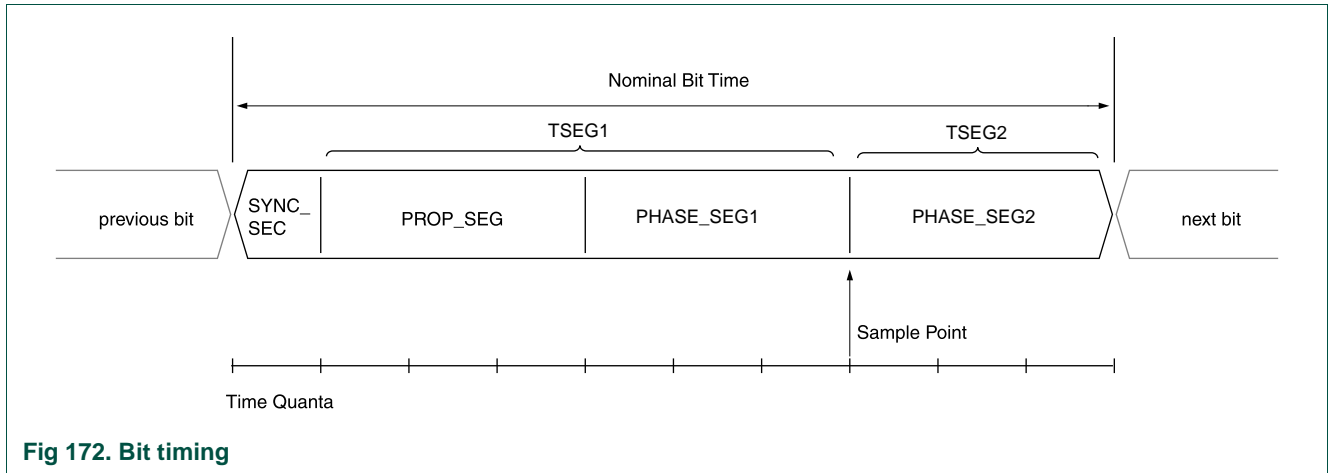 Nominal Bit Time
TSEG1
TSEG2
previous bit
SYNC_
SEC
PROP_SEG
PHASE_SEG1
PHASE_SEG2
next bit
Sample Point
Time Quanta
Fig 172. Bit timing